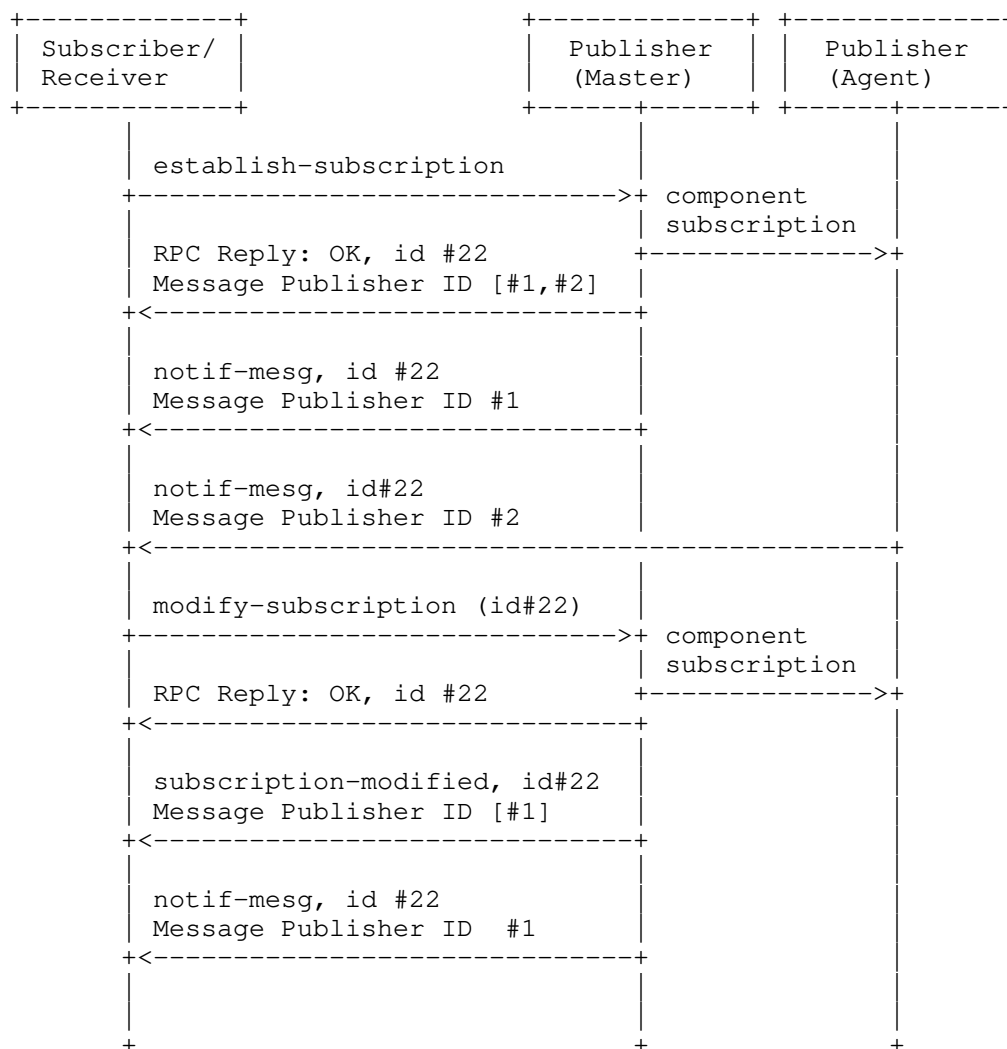 Subscriber/ Publisher Publisher
Receiver (Master) (Agent)
establish-subscription
component
subscription
RPC Reply: OK, id #22
Message Publisher ID [#1,#2]
notif-mesg, id #22
Message Publisher ID #1
notif-mesg, id#22
Message Publisher ID #2
modify-subscription (id#22)
component
subscription
RPC Reply: OK, id #22
subscription-modified, id#22
Message Publisher ID [#1]
notif-mesg, id #22
Message Publisher ID  #1